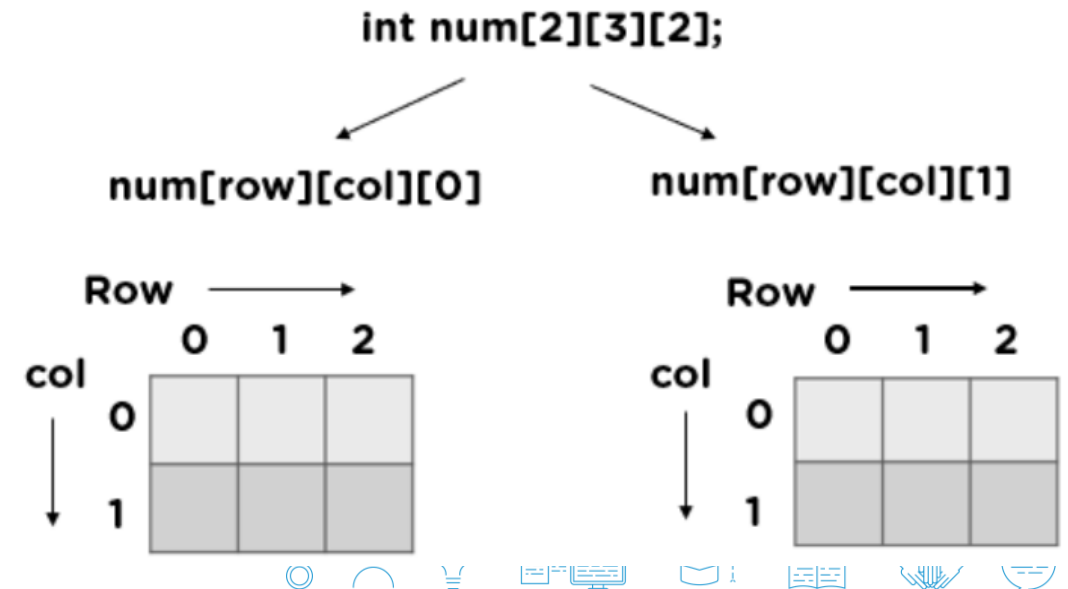 int num[2][3][2];
num[row][col][0]
num[row][col][1]
Row
0 1 2
col
0
1
Row
0 1 2
col
0
1